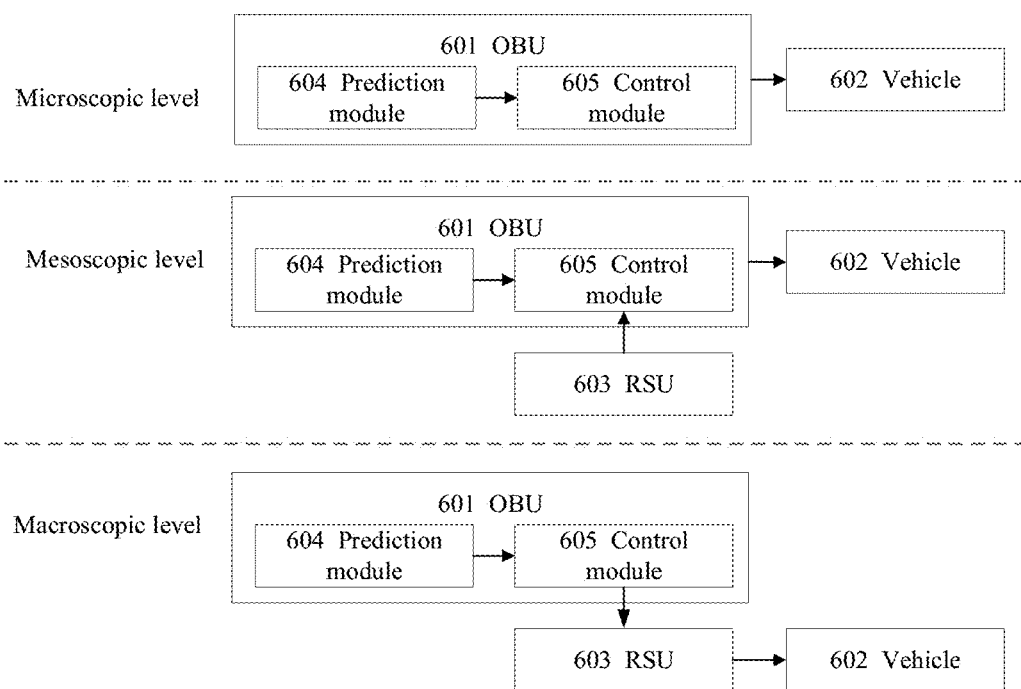 601 OBU
604 Prediction
module
605 Control
module
602 Vehicle
Microscopic level
601 OBU
604 Prediction
module
605 Control
module
602 Vehicle
Mesoscopic level
603 RSU
601 OBU
604 Prediction
module
605 Control
module
Macroscopic level
603 RSU
602 Vehicle